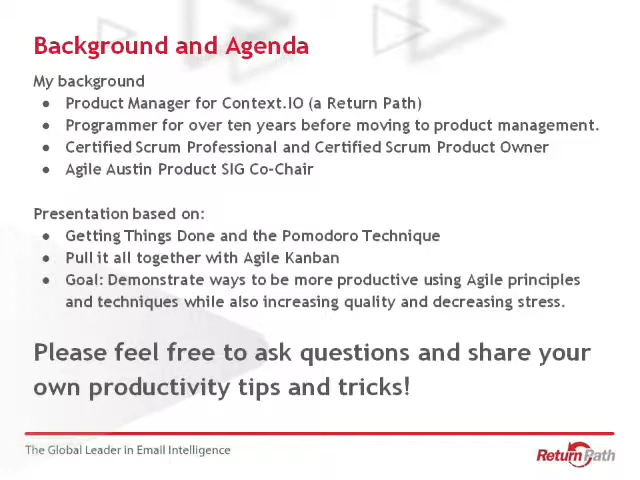 Background and Agenda
My background
● Product Manager for Context.IO (a Return Path)
● Programmer for over ten years before moving to product management.
● Certified Scrum Professional and Certified Scrum Product Owner
● Agile Austin Product SIG Co-Chair
Presentation based on:
● Getting Things Done and the Pomodoro Technique
● Pull it all together with Agile Kanban
● Goal: Demonstrate ways to be more productive using Agile principles
and techniques while also increasing quality and decreasing stress.
Please feel free to ask questions and share your
own productivity tips and tricks!
The Global Leader in Email Intelligence
Return Path